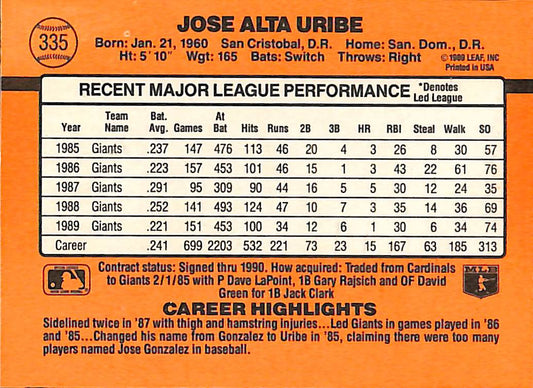 335
JOSE ALTA URIBE
Born: Jan. 21, 1960 San Cristobal, D.R. Home: San. Dom., D.R.
Ht: 5' 10" Wgt: 165 Bats: Switch Throws: Right
©1989 LEAF, INC
Printed in USA
RECENT MAJOR LEAGUE PERFORMANCE *Denotes Led League
Year Team Name Bat. Avg. Games At Bat Hits Runs 2B 3B HR RBI Steal Walk SO
1985 Giants .237 147 476 113 46 20 4 3 26 8 30 57
1986 Giants .223 157 453 101 46 15 1 3 43 22 61 76
1987 Giants .291 95 309 90 44 16 5 3 30 12 24 35
1988 Giants .252 141 493 124 47 10 7 3 35 14 36 69
1989 Giants .221 151 453 100 34 12 6 1 30 6 34 74
Career .241 699 2203 532 221 73 23 15 167 63 185 313
Contract status: Signed thru 1990. How acquired: Traded from Cardinals
to Giants 2/1/85 with P Dave LaPoint, 1B Gary Rajsich and OF David
Green for 1B Jack Clark
MLB
CAREER HIGHLIGHTS
Sidelined twice in '87 with thigh and hamstring injuries...Led Giants in games played in '86
and '85...Changed his name from Gonzalez to Uribe in '85, claiming there were too many
players named Jose Gonzalez in baseball.